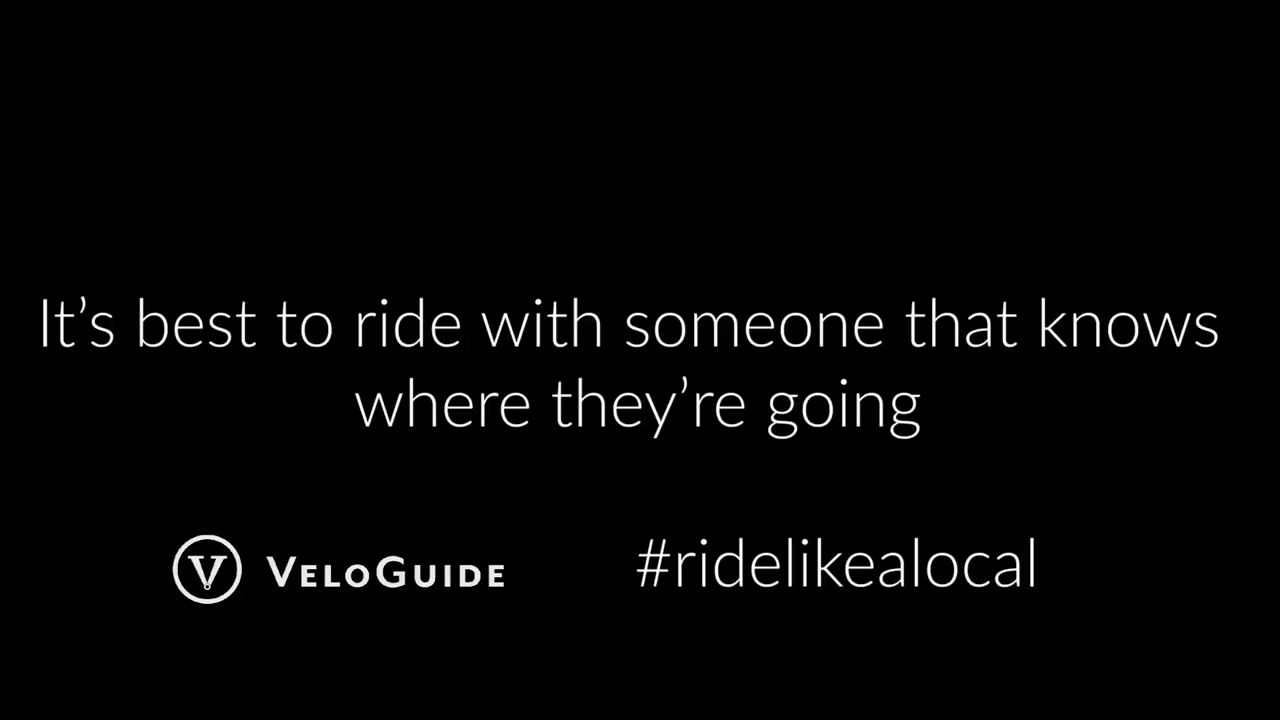 It’s best to ride with someone that knows
where they’re going
V VELOGUIDE #ridelikealocal